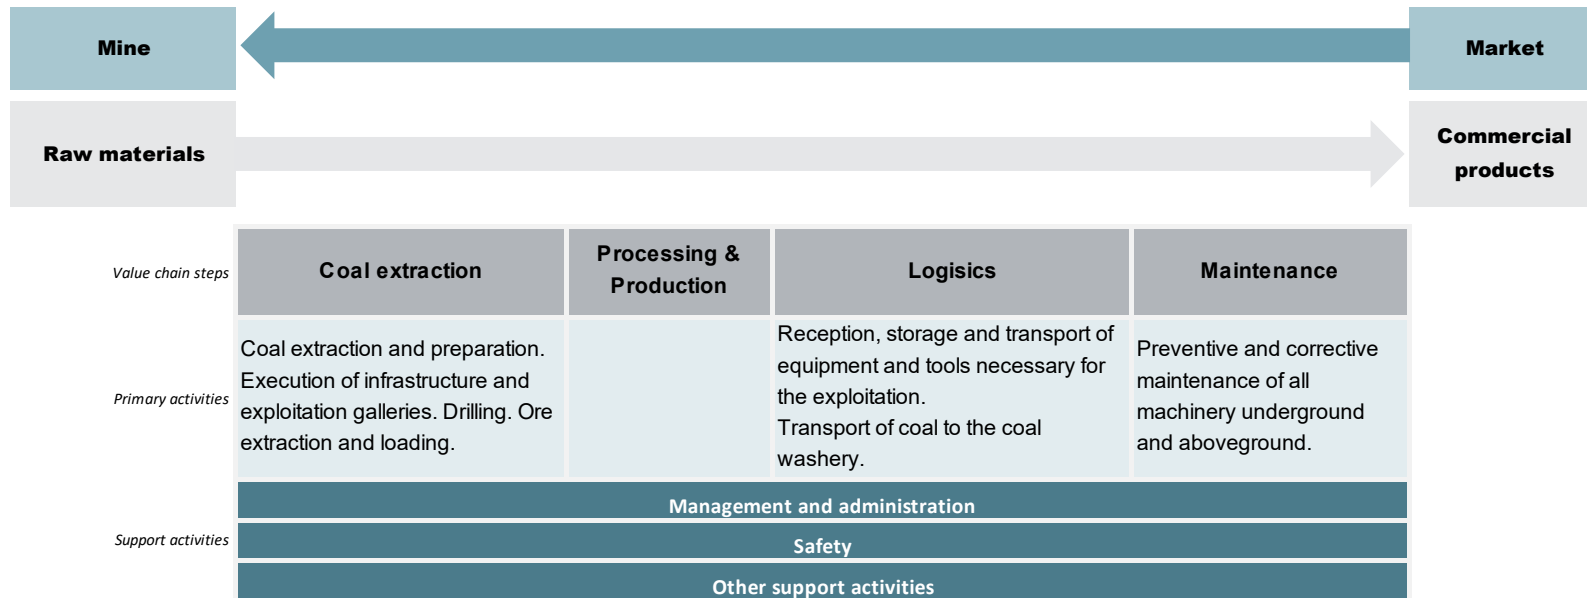 Mine
Market
Raw materials
Commercial
products
Value chain steps
Coal extraction
Processing &
Production
Logisics
Maintenance
Primary activities
Coal extraction and preparation.
Execution of infrastructure and
exploitation galleries. Drilling. Ore
extraction and loading.
Reception, storage and transport of
equipment and tools necessary for
the exploitation.
Transport of coal to the coal
washery.
Preventive and corrective
maintenance of all
machinery underground
and aboveground.
Support activities
Management and administration
Safety
Other support activities